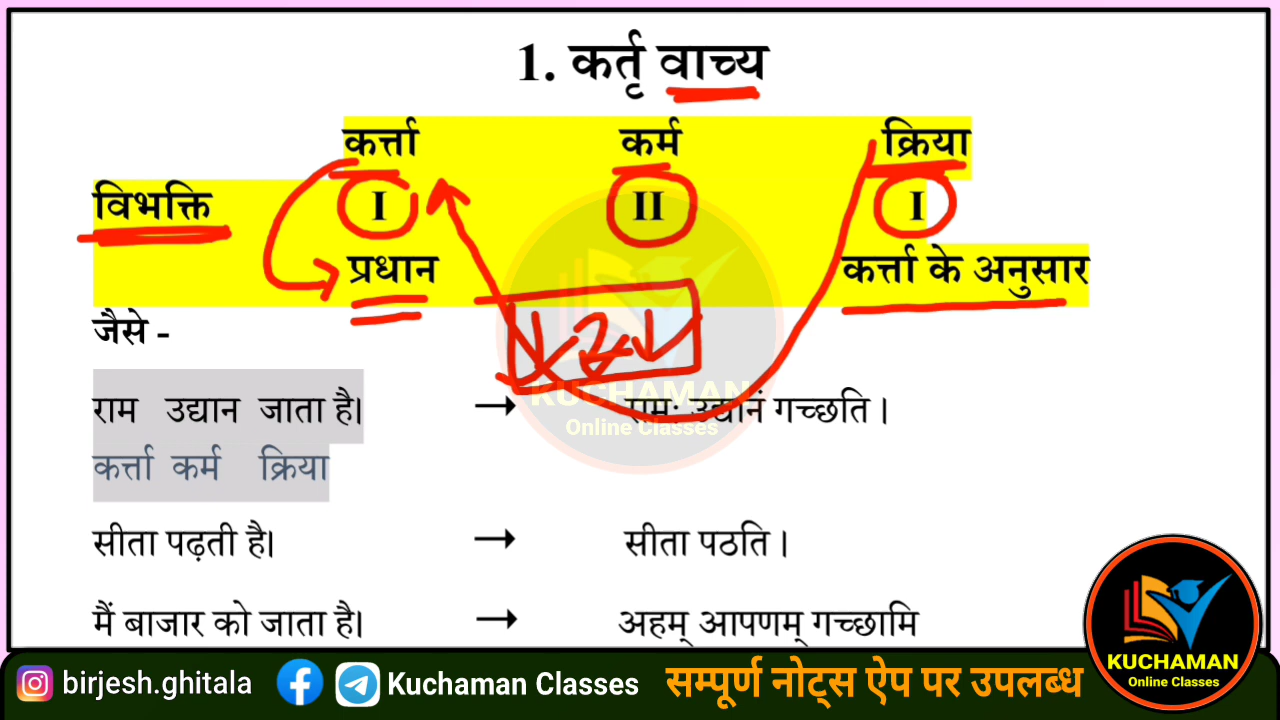 1. कर्तृ वाच्य
कर्त्ता कर्म क्रिया
विभक्ति I II I
प्रधान कर्त्ता के अनुसार
जैसे -
राम उद्यान जाता है। → रामः उद्यानं गच्छति।
कर्त्ता कर्म क्रिया
सीता पढ़ती है। → सीता पठति।
मैं बाजार को जाता है। → अहम् आपणम् गच्छामि
KUCHAMAN
Online Classes
KUCHAMAN
Online Classes
birjesh.ghitala Kuchaman Classes सम्पूर्ण नोट्स ऐप पर उपलब्ध